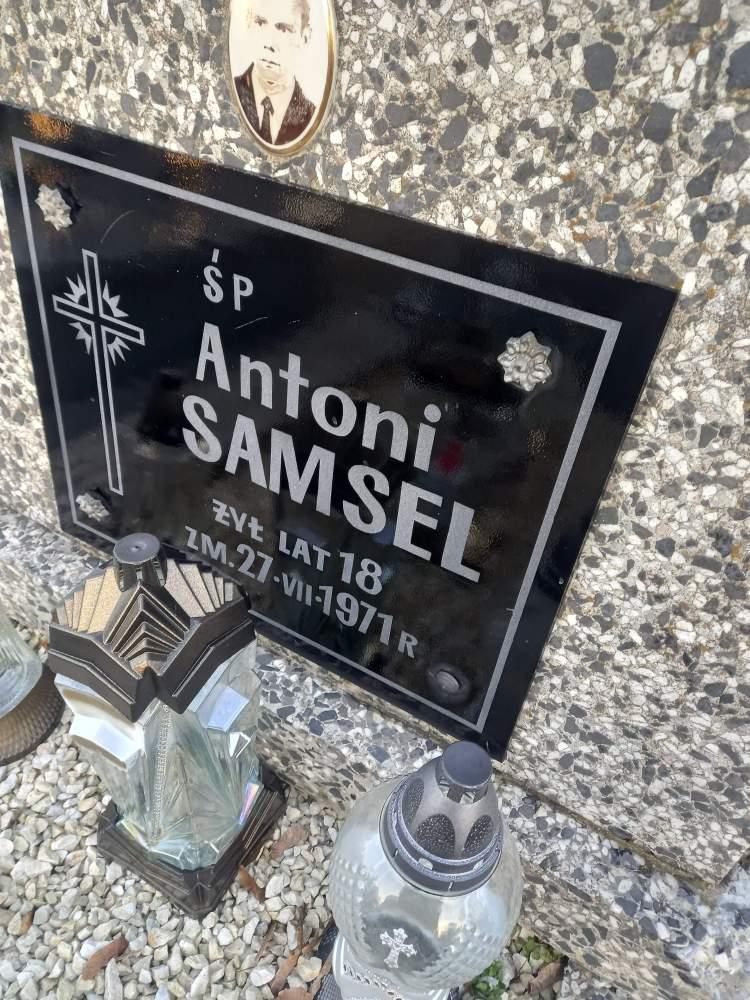 ŚP
Antoni
SAMSEL
ŻYŁ LAT 18
ZM. 27·VII·1971 R